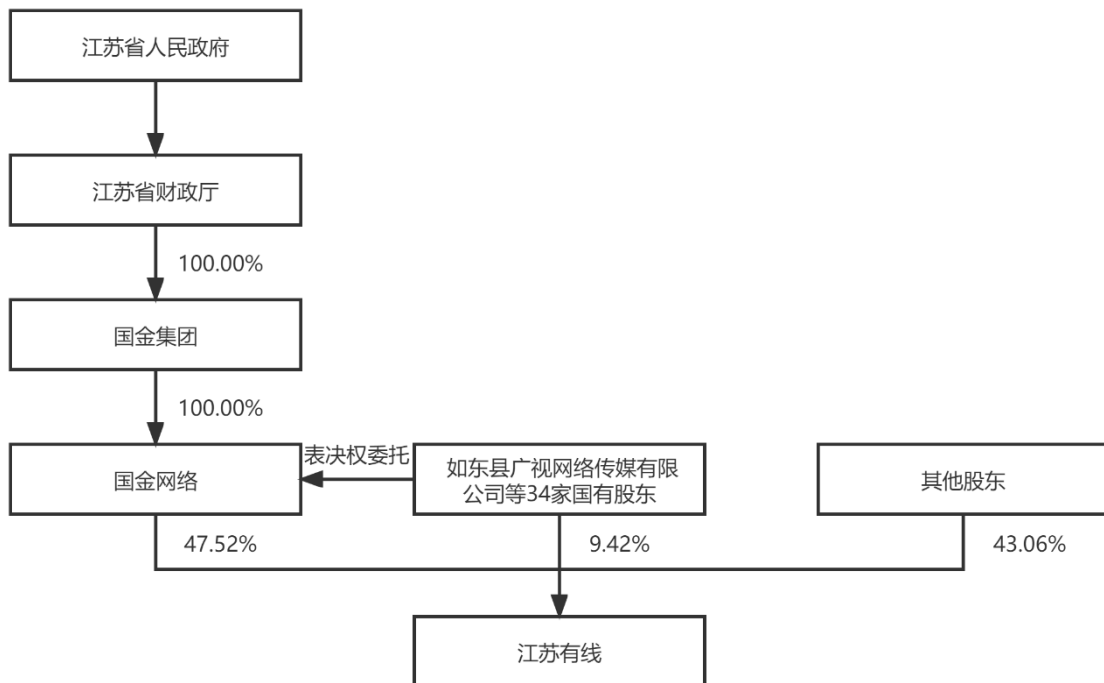 江苏省人民政府
江苏省财政厅
100.00%
国金集团
100.00%
国金网络
表决权委托
如东县广视网络传媒有限
公司等34家国有股东
其他股东
47.52%
9.42%
43.06%
江苏有线